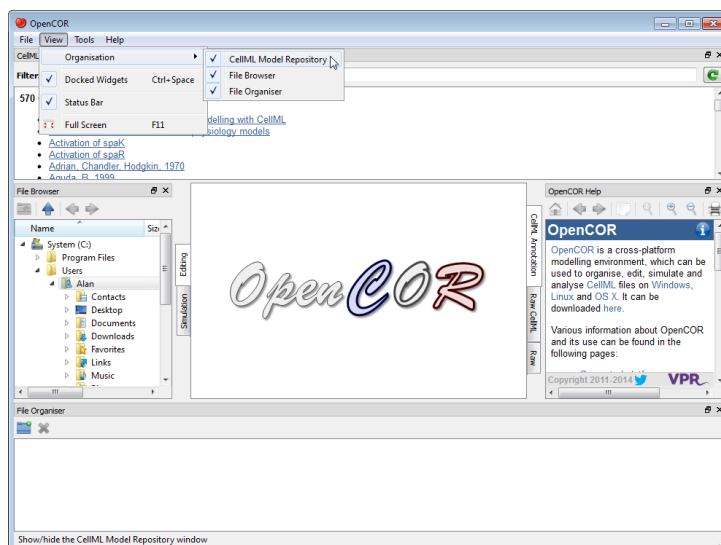 OpenCOR
File View Tools Help
CellML
Organisation
CellML Model Repository
Filter
Docked Widgets Ctrl+Space
File Browser
570
Status Bar
File Organiser
Full Screen F11
delling with CellML
siology models
Activation of spaK
Activation of spaR
Adrian, Chandler, Hodgkin, 1970
Aguda, B, 1999
File Browser
OpenCOR Help
Name Siz
System (C:)
Program Files
Users
Alan
Contacts
Desktop
Documents
Downloads
Favorites
Links
Music
Editing
Simulation
OpenCOR
CellML Annotation
Raw CellML
Raw
OpenCOR
OpenCOR is a cross-platform
modelling environment, which can be
used to organise, edit, simulate and
analyse CellML files on Windows,
Linux and OS X. It can be
downloaded here.
Various information about OpenCOR
and its use can be found in the
following pages:
Copyright 2011-2014 VPR
File Organiser
Show/hide the CellML Model Repository window